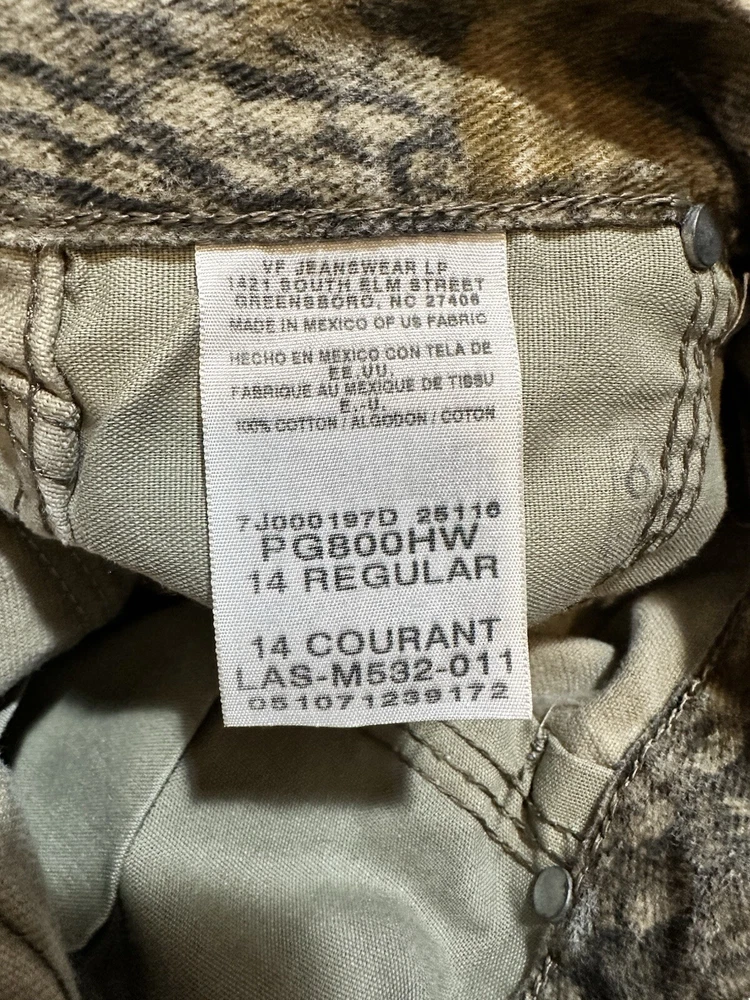 VF JEANSWEAR LP
1421 SOUTH ELM STREET
GREENSBORO, NC 27406
MADE IN MEXICO OF US FABRIC
HECHO EN MEXICO CON TELA DE
EE.UU.
FABRIQUE AU MEXIQUE DE TISSU
E.-U.
100% COTTON / ALGODON / COTON
7J000197D 25116
PG800HW
14 REGULAR
14 COURANT
LAS-M532-011
051071239172
6